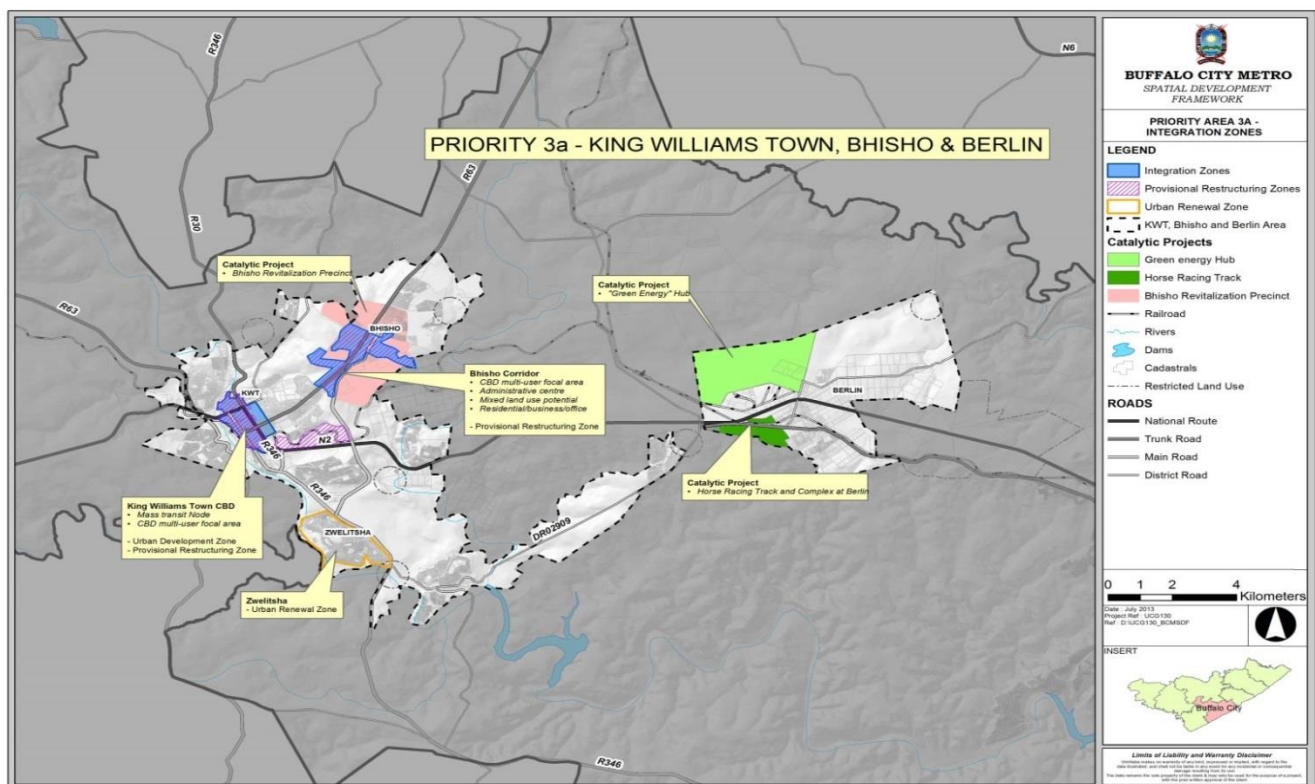 PRIORITY 3a - KING WILLIAMS TOWN, BHISHO & BERLIN
R346
N6
R63
R30
Catalytic Project
• Bhisho Revitalization Precinct
Catalytic Project
• "Green Energy" Hub
R63
BHISHO
KWT
Bhisho Corridor
• CBD multi-user focal area
• Administrative centre
• Mixed land use potential
• Residential/business/office
- Provisional Restructuring Zone
BERLIN
N2
R346
R346
Catalytic Project
• Horse Racing Track and Complex at Berlin
King Williams Town CBD
• Mass transit Node
• CBD multi-user focal area
- Urban Development Zone
- Provisional Restructuring Zone
ZWELITSHA
DR02909
Zwelitsha
- Urban Renewal Zone
R346
BUFFALO CITY METRO
SPATIAL DEVELOPMENT
FRAMEWORK
PRIORITY AREA 3A -
INTEGRATION ZONES
LEGEND
Integration Zones
Provisional Restructuring Zones
Urban Renewal Zone
KWT, Bhisho and Berlin Area
Catalytic Projects
Green energy Hub
Horse Racing Track
Bhisho Revitalization Precinct
Railroad
Rivers
Dams
Cadastrals
Restricted Land Use
ROADS
National Route
Trunk Road
Main Road
District Road
0 1 2 4
Kilometers
Date : July 2013
Project Ref : UCG130
Ref : D:\UCG130_BCMSDF
INSERT
Buffalo City
Limits of Liability and Warranty Disclaimer